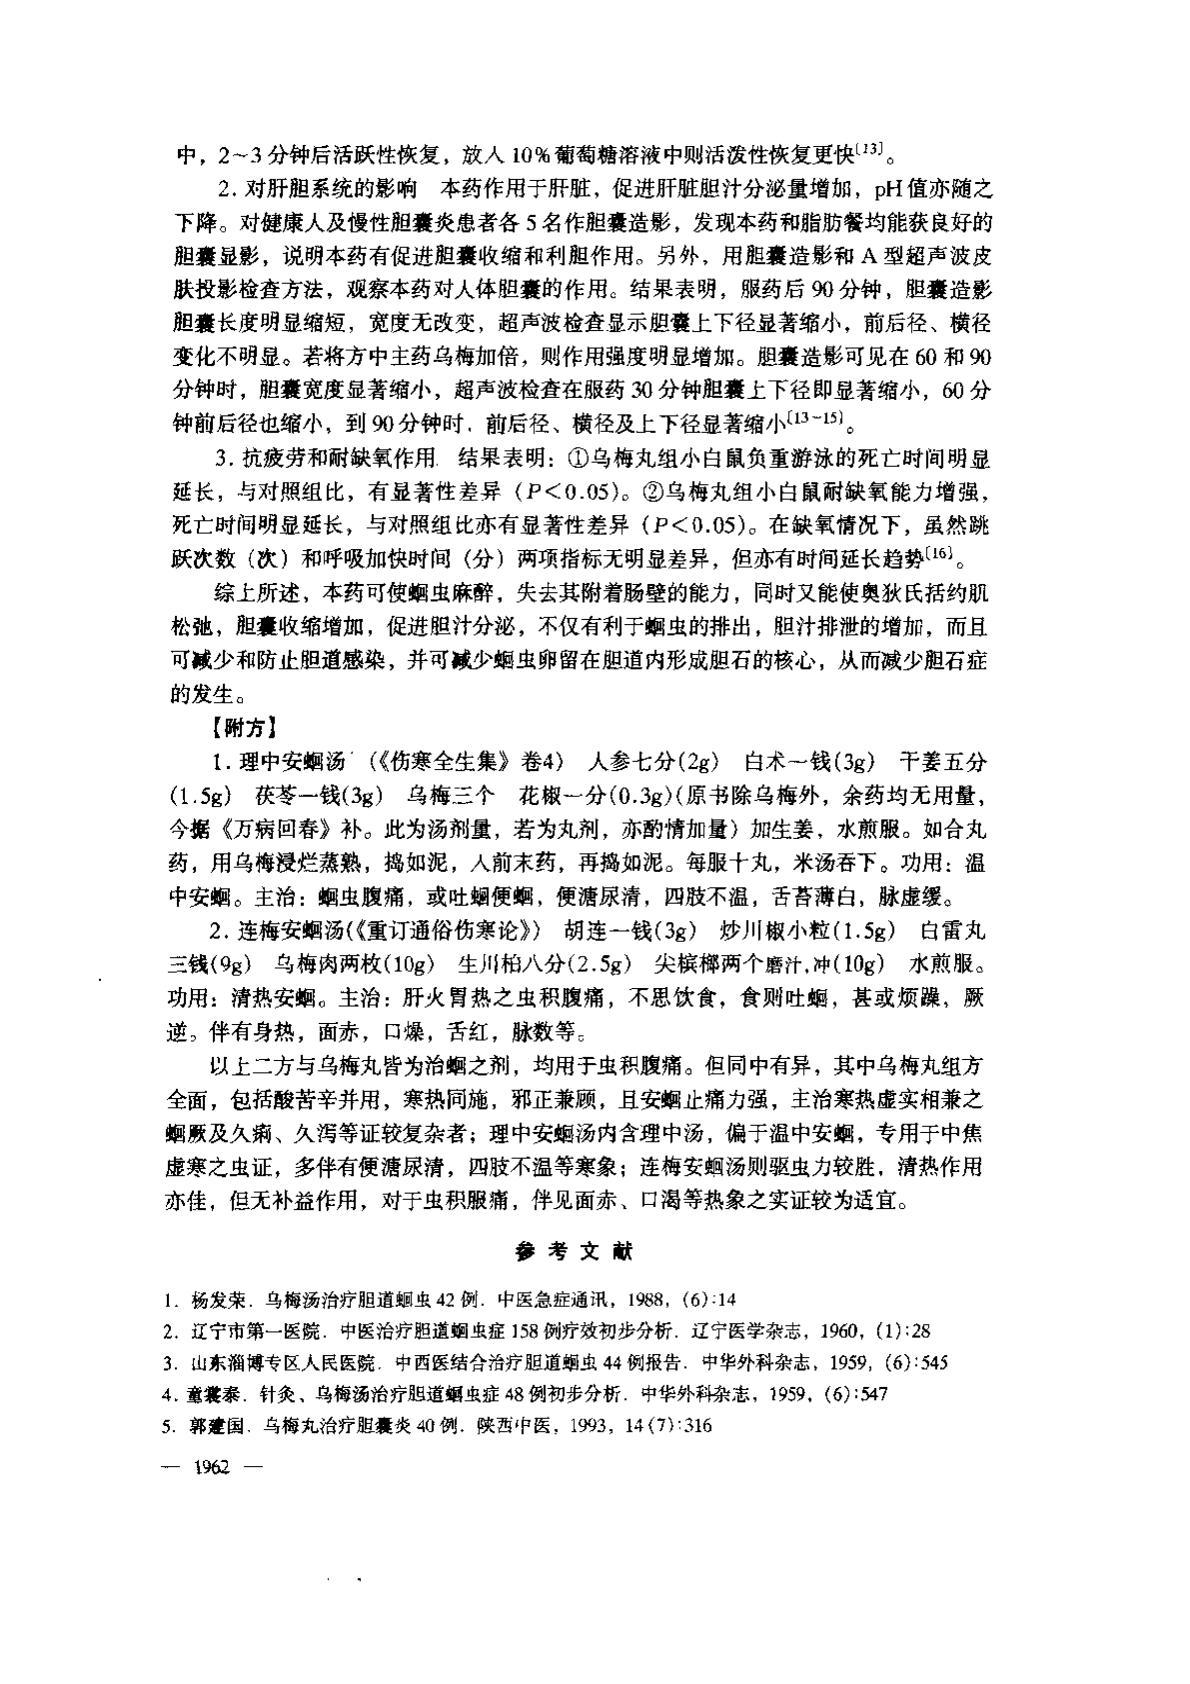 中，2～3分钟后活跃性恢复，放人10%葡萄糖溶液中则活泼性恢复更快〔13〕。
2．对肝胆系统的影响　本药作用于肝脏，促进肝脏胆汁分泌量增加，pH值亦随之
下降。对健康人及慢性胆囊炎患者各5名作胆囊造影，发现本药和脂肪餐均能获良好的
胆囊显影，说明本药有促进胆囊收缩和利胆作用。另外，用胆囊造影和A型超声波皮
肤投影检查方法，观察本药对人体胆囊的作用。结果表明，服药后90分钟，胆囊造影
胆囊长度明显缩短，宽度无改变，超声波检查显示胆囊上下径显著缩小，前后径、横径
变化不明显。若将方中主药乌梅加倍，则作用强度明显增加。胆囊造影可见在60和90
分钟时，胆囊宽度显著缩小，超声波检查在服药30分钟胆囊上下径即显著缩小，60分
钟前后径也缩小，到90分钟时．前后径、横径及上下径显著缩小〔13~15〕。
3．抗疲劳和耐缺氧作用　结果表明：①乌梅丸组小白鼠负重游泳的死亡时间明显
延长，与对照组比，有显著性差异（P＜0.05）。②乌梅丸组小白鼠耐缺氧能力增强，
死亡时间明显延长，与对照组比亦有显著性差异（P＜0.05）。在缺氧情况下，虽然跳
跃次数（次）和呼吸加快时间（分）两项指标无明显差异，但亦有时间延长趋势〔16〕。
综上所述，本药可使蛔虫麻醉，失去其附着肠壁的能力，同时又能使奥狄氏括约肌
松弛，胆囊收缩增加，促进胆汁分泌，不仅有利于蛔虫的排出，胆汁排泄的增加，而且
可减少和防止胆道感染，并可减少蛔虫卵留在胆道内形成胆石的核心，从而减少胆石症
的发生。
【附方】
1．理中安蛔汤（《伤寒全生集》卷4）　人参七分(2g)　白术一钱(3g)　干姜五分
(1.5g)　茯苓一钱(3g)　乌梅三个　花椒一分(0.3g)(原书除乌梅外，余药均无用量，
今据《万病回春》补。此为汤剂量，若为丸剂，亦酌情加量）加生姜，水煎服。如合丸
药，用乌梅浸烂蒸熟，捣如泥，人前末药，再捣如泥。每服十丸，米汤吞下。功用：温
中安蛔。主治：蛔虫腹痛，或吐蛔便蛔，便溏尿清，四肢不温，舌苔薄白，脉虚缓。
2．连梅安蛔汤(《重订通俗伤寒论》）　胡连一钱(3g)　炒川椒小粒(1.5g)　白雷丸
三钱(9g)　乌梅肉两枚(10g)　生川柏八分(2.5g)　尖槟榔两个磨汁,冲(10g)　水煎服。
功用：清热安蛔。主治：肝火胃热之虫积腹痛，不思饮食，食则吐蛔，甚或烦躁，厥
逆。伴有身热，面赤，口燥，舌红，脉数等。
以上二方与乌梅丸皆为治蛔之剂，均用于虫积腹痛。但同中有异，其中乌梅丸组方
全面，包括酸苦辛并用，寒热同施，邪正兼顾，且安蛔止痛力强，主治寒热虚实相兼之
蛔厥及久痢、久泻等证较复杂者；理中安蛔汤内含理中汤，偏于温中安蛔，专用于中焦
虚寒之虫证，多伴有便溏尿清，四肢不温等寒象；连梅安蛔汤则驱虫力较胜，清热作用
亦佳，但无补益作用，对于虫积服痛，伴见面赤、口渴等热象之实证较为适宜。
参考文献
1．杨发荣．乌梅汤治疗胆道蛔虫42例．中医急症通讯，1988，(6):14
2．辽宁市第一医院．中医治疗胆道蛔虫症158例疗效初步分析．辽宁医学杂志，1960，(1):28
3．山东淄博专区人民医院．中西医结合治疗胆道蛔虫44例报告．中华外科杂志，1959，(6):545
4．童泰．针灸、乌梅汤治疗胆道蛔虫症48例初步分析．中华外科杂志，1959，(6):547
5．郭建国．乌梅丸治疗胆囊炎40例．陕西中医，1993，14(7):316
— 1962 —